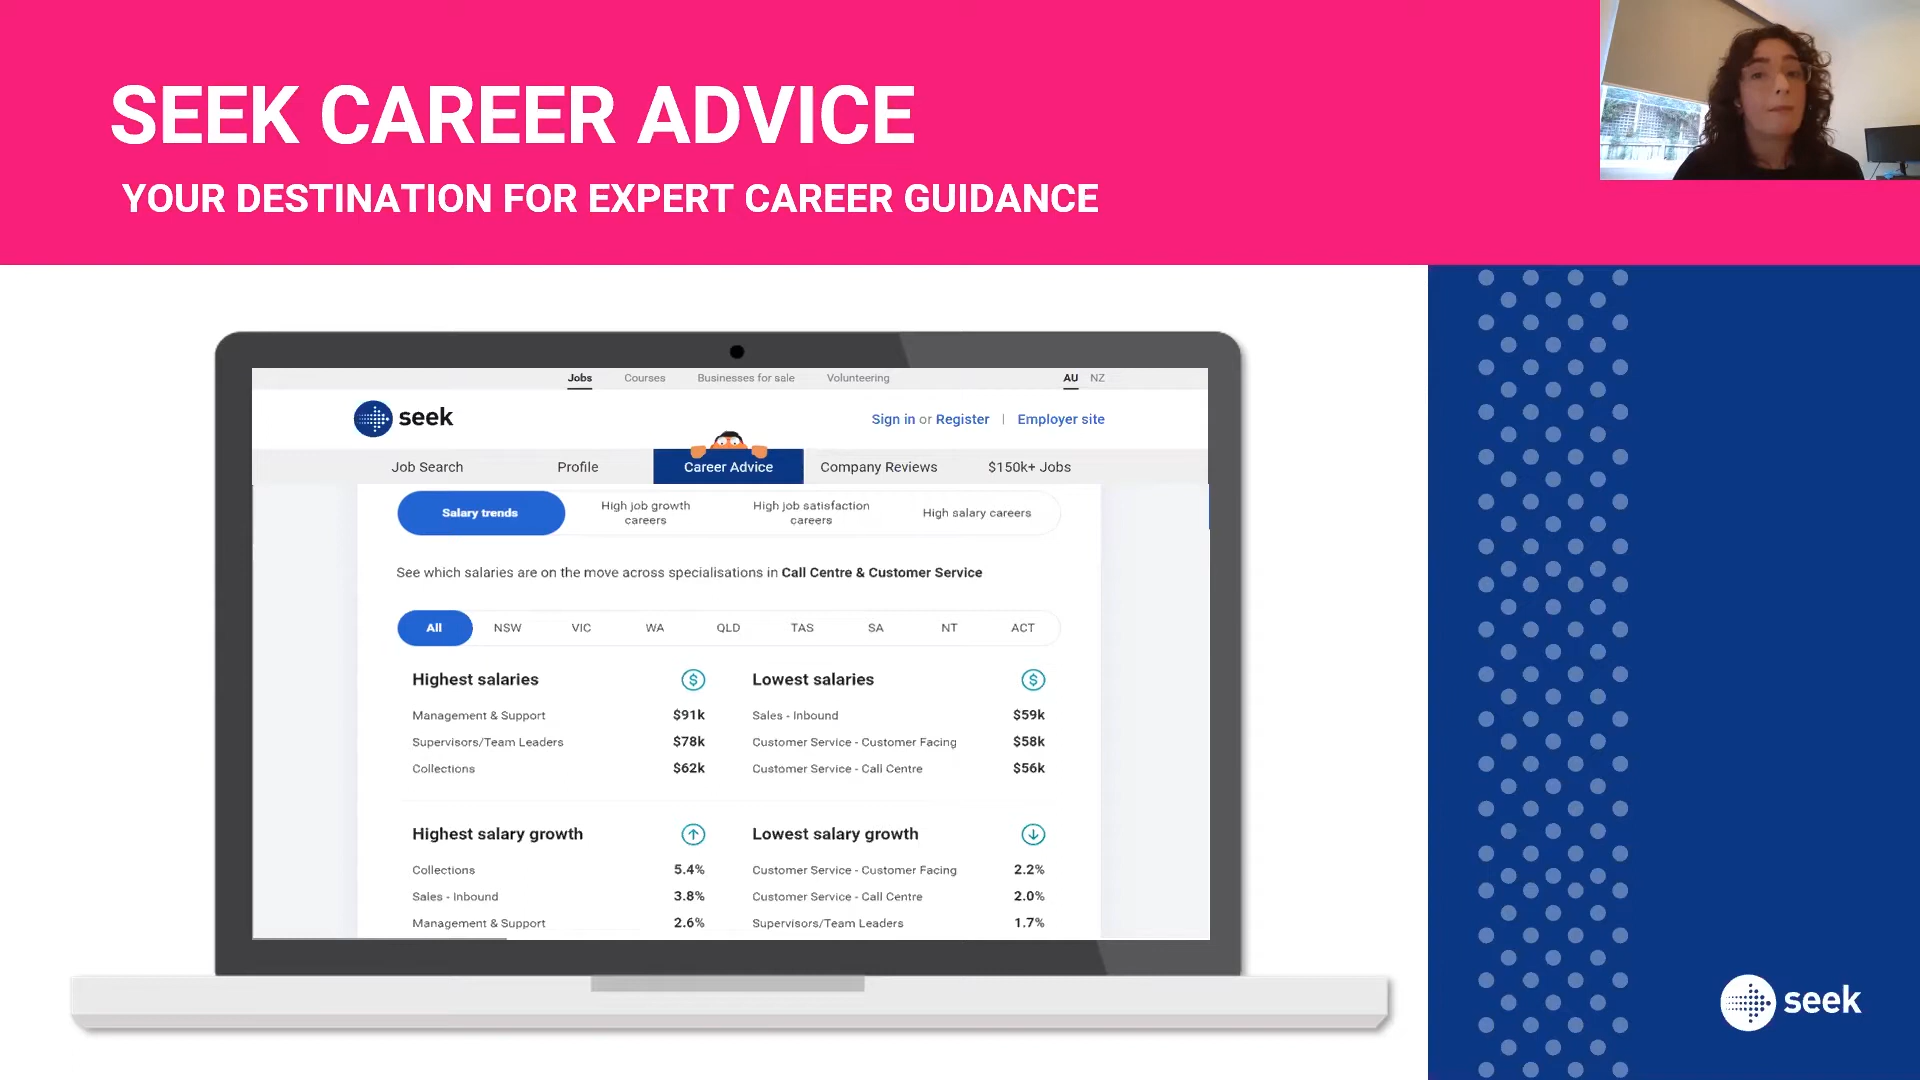 SEEK CAREER ADVICE
YOUR DESTINATION FOR EXPERT CAREER GUIDANCE
Jobs Courses Businesses for sale Volunteering AU NZ
seek
Sign in or Register | Employer site
Job Search Profile Career Advice Company Reviews $150k+ Jobs
Salary trends
High job growth
careers
High job satisfaction
careers
High salary careers
See which salaries are on the move across specialisations in Call Centre & Customer Service
All NSW VIC WA QLD TAS SA NT ACT
Highest salaries
Management & Support $91k
Supervisors/Team Leaders $78k
Collections $62k
Lowest salaries
Sales - Inbound $59k
Customer Service - Customer Facing $58k
Customer Service - Call Centre $56k
Highest salary growth
Collections 5.4%
Sales - Inbound 3.8%
Management & Support 2.6%
Lowest salary growth
Customer Service - Customer Facing 2.2%
Customer Service - Call Centre 2.0%
Supervisors/Team Leaders 1.7%
seek